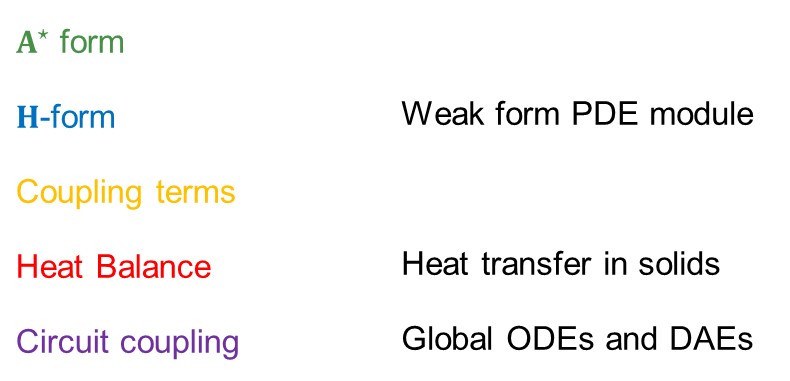 A* form
H-form
Weak form PDE module
Coupling terms
Heat Balance
Heat transfer in solids
Circuit coupling
Global ODEs and DAEs